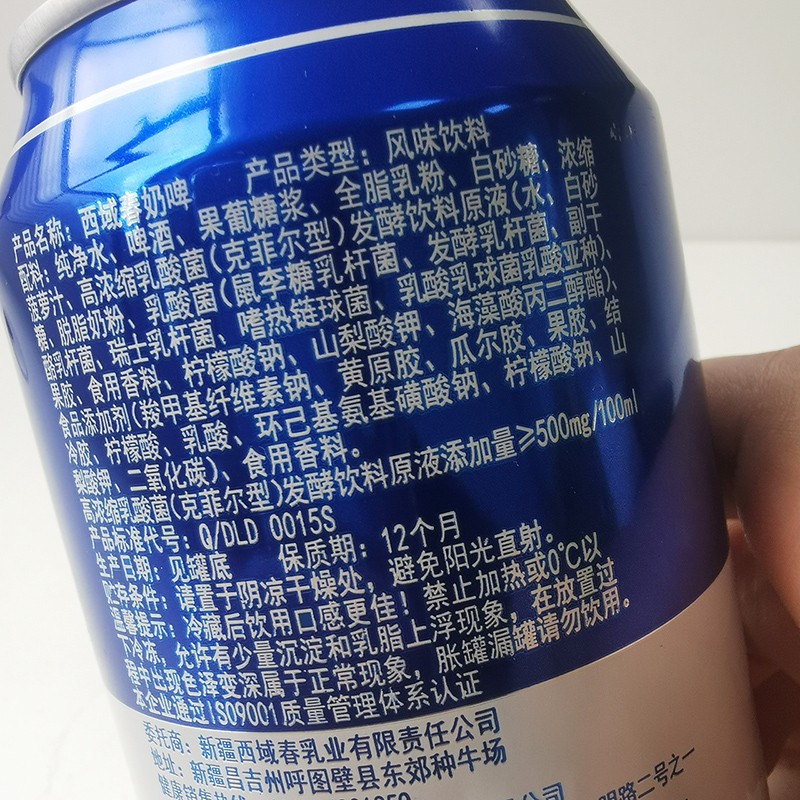 产品名称：西域春奶啤　产品类型：风味饮料
配料：纯净水、啤酒、果葡糖浆、全脂乳粉、白砂糖、浓缩
菠萝汁、高浓缩乳酸菌(克菲尔型)发酵饮料原液(水、白砂
糖、脱脂奶粉、乳酸菌(鼠李糖乳杆菌、发酵乳杆菌、副干
酪乳杆菌、瑞士乳杆菌、嗜热链球菌、乳酸乳球菌乳酸亚种)、
果胶、食用香料、柠檬酸钠、山梨酸钾、海藻酸丙二醇酯)、
食品添加剂(羧甲基纤维素钠、黄原胶、瓜尔胶、果胶、结
冷胶、柠檬酸、乳酸、环己基氨基磺酸钠、柠檬酸钠、山
梨酸钾、二氧化碳)、食用香料。
高浓缩乳酸菌(克菲尔型)发酵饮料原液添加量≥500mg/100ml
产品标准代号：Q/DLD 0015S
生产日期：见罐底　保质期：12个月
贮存条件：请置于阴凉干燥处，避免阳光直射。
温馨提示：冷藏后饮用口感更佳！禁止加热或0℃以
下冷冻，允许有少量沉淀和乳脂上浮现象，在放置过
程中出现色泽变深属于正常现象，胀罐漏罐请勿饮用。
本企业通过ISO9001质量管理体系认证
委托商：新疆西域春乳业有限责任公司
地址：新疆昌吉州呼图壁县东郊种牛场
健康销售热线
明路二号之一